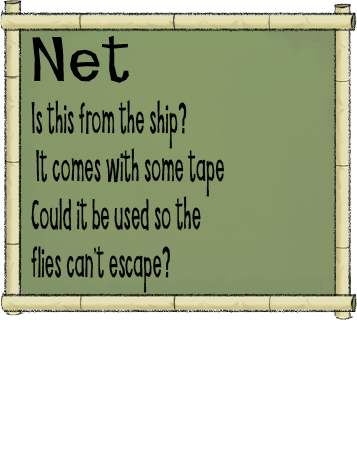 Net
Is this from the ship?
It comes with some tape
Could it be used so the
flies can't escape?